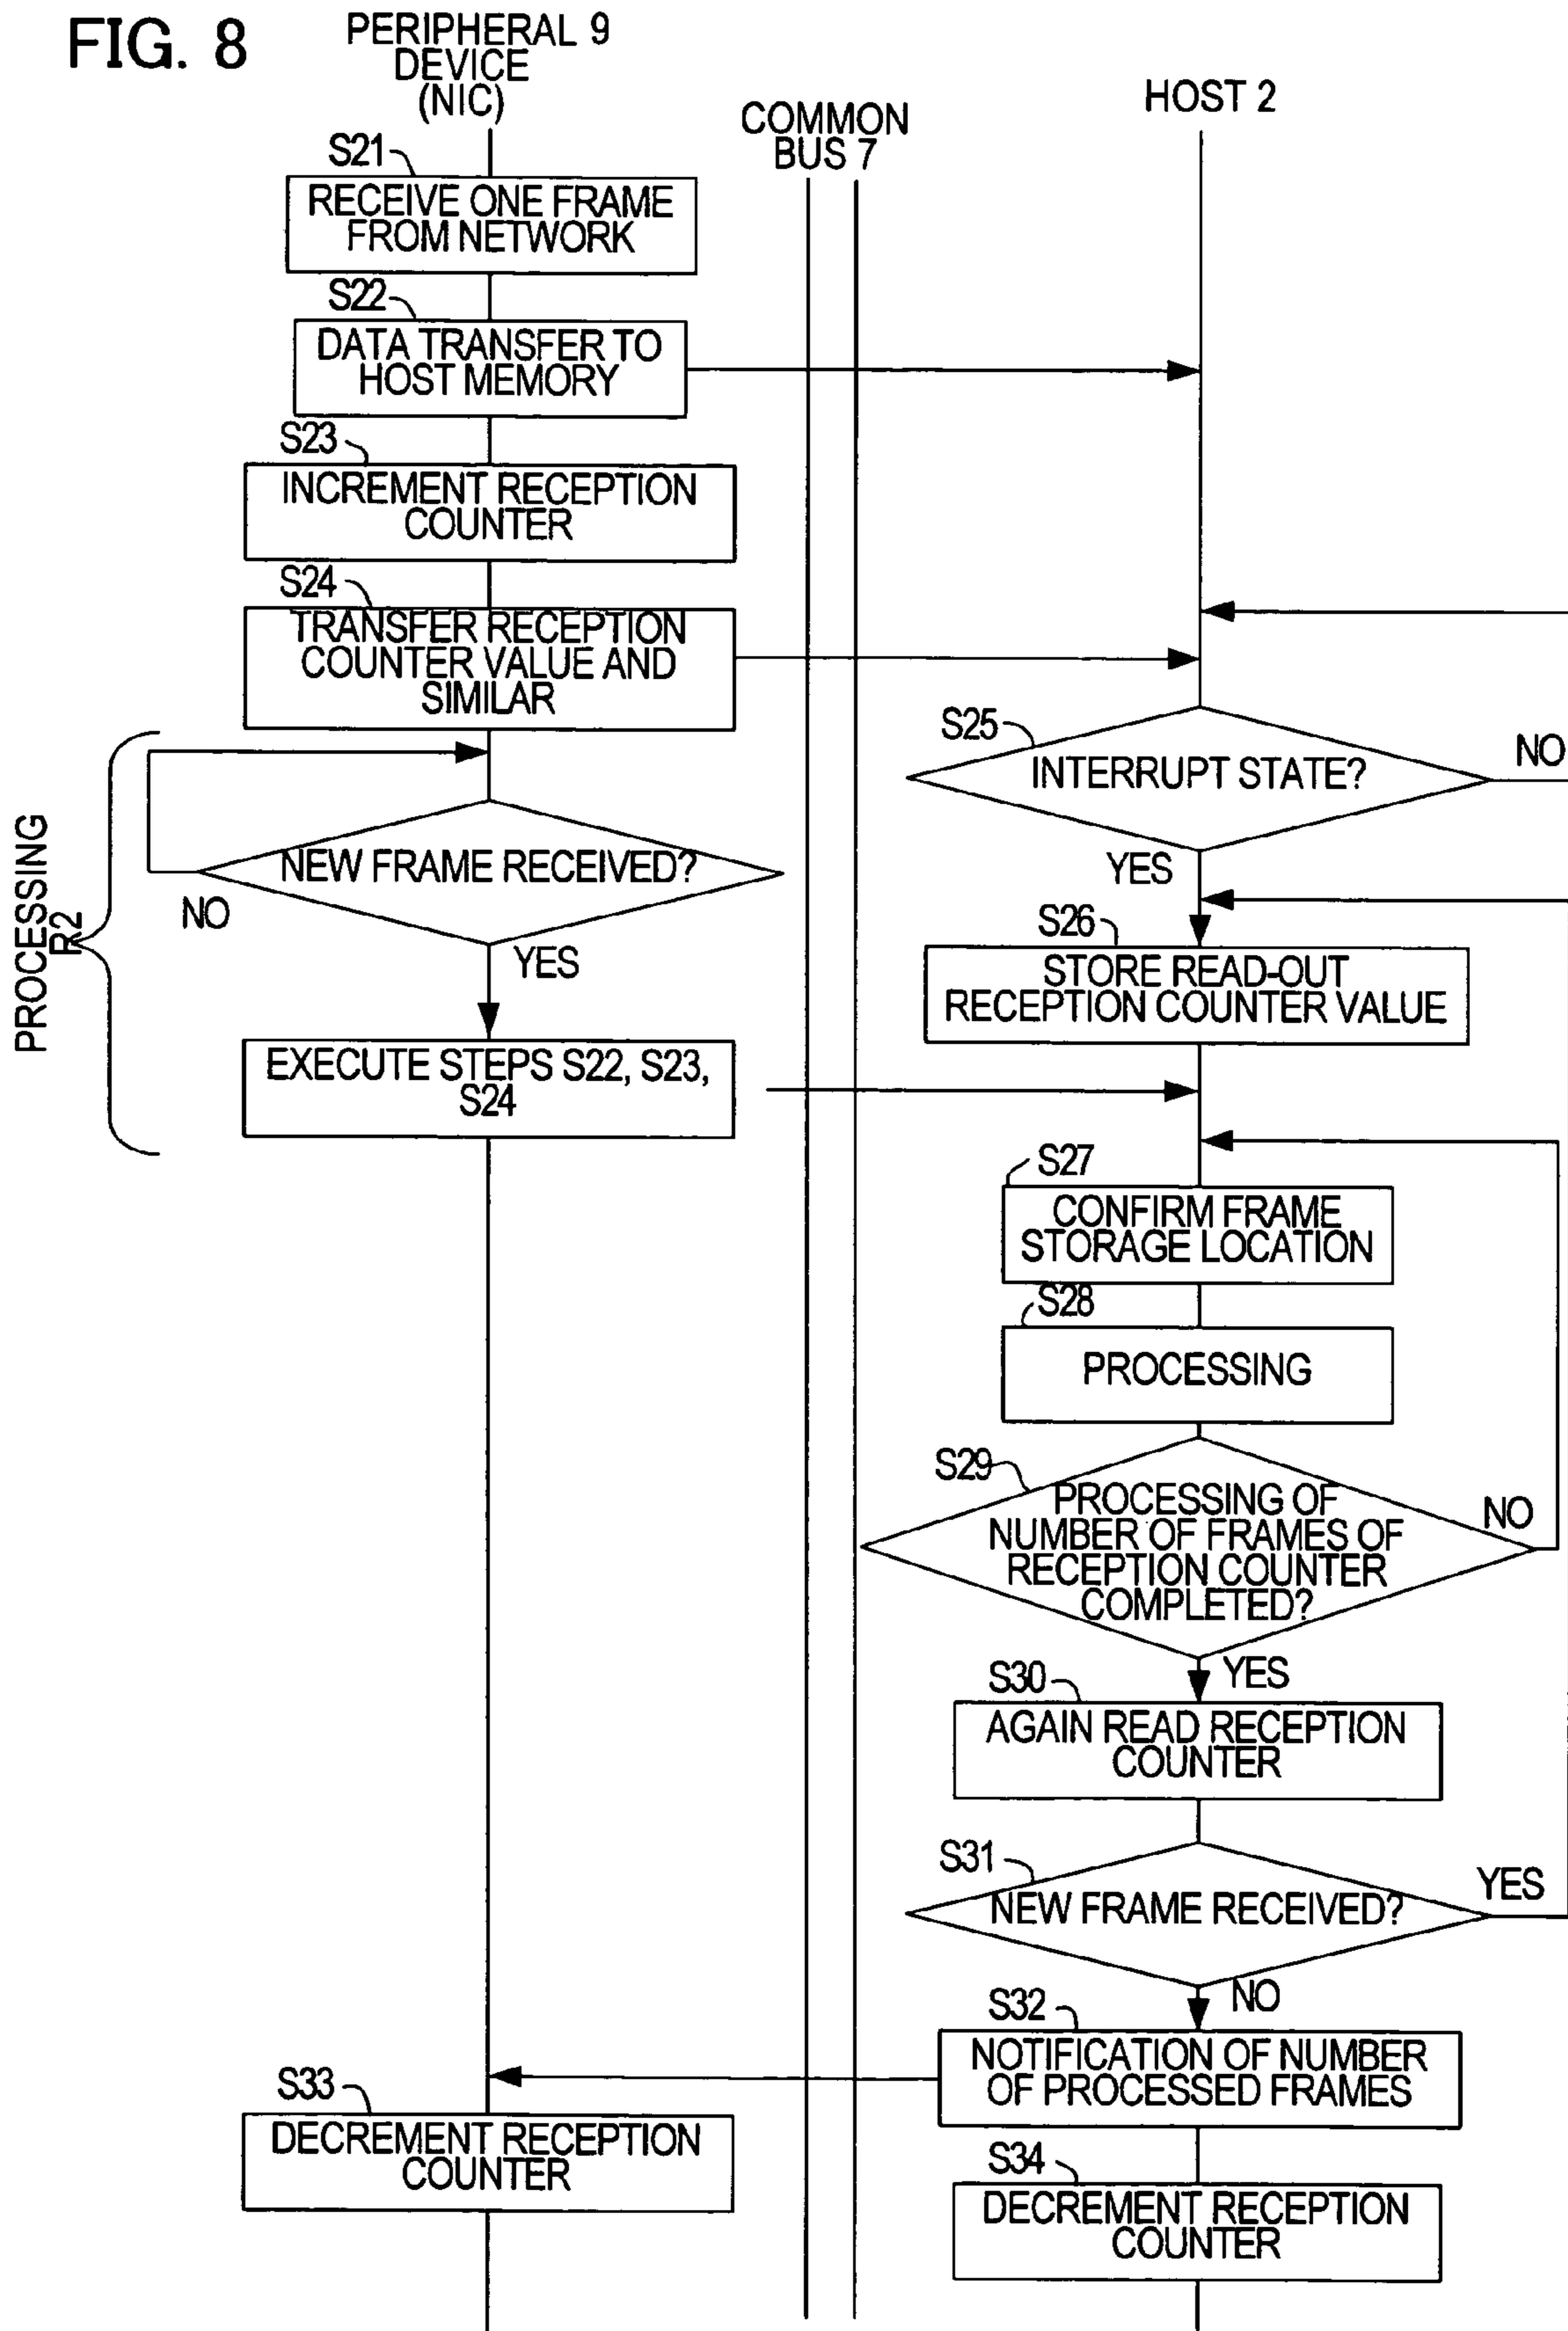 FIG. 8
PERIPHERAL 9
DEVICE
(NIC)
COMMON
BUS 7
HOST 2
S21
RECEIVE ONE FRAME
FROM NETWORK
S22
DATA TRANSFER TO
HOST MEMORY
S23
INCREMENT RECEPTION
COUNTER
S24
TRANSFER RECEPTION
COUNTER VALUE AND
SIMILAR
S25
INTERRUPT STATE?
NO
YES
PROCESSING
R2
NEW FRAME RECEIVED?
NO
YES
S26
STORE READ-OUT
RECEPTION COUNTER VALUE
EXECUTE STEPS S22, S23,
S24
S27
CONFIRM FRAME
STORAGE LOCATION
S28
PROCESSING
S29
PROCESSING OF
NUMBER OF FRAMES OF
RECEPTION COUNTER
COMPLETED?
NO
YES
S30
AGAIN READ RECEPTION
COUNTER
S31
NEW FRAME RECEIVED?
YES
NO
S32
NOTIFICATION OF NUMBER
OF PROCESSED FRAMES
S33
DECREMENT RECEPTION
COUNTER
S34
DECREMENT RECEPTION
COUNTER